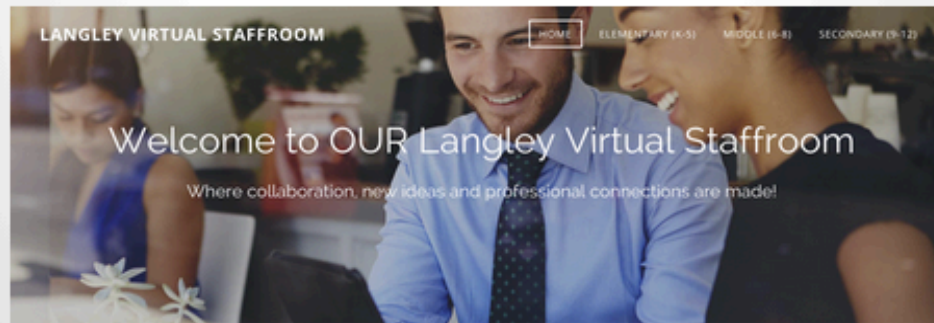 LANGLEY VIRTUAL STAFFROOM
HOME ELEMENTARY (K-5) MIDDLE (6-8) SECONDARY (9-12)
Welcome to OUR Langley Virtual Staffroom
Where collaboration, new ideas and professional connections are made!